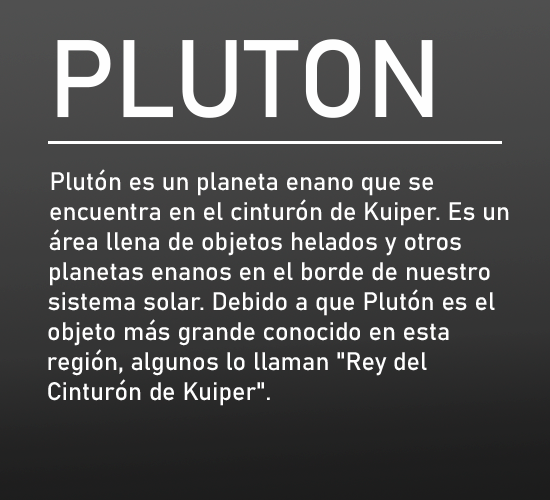 PLUTON
Plutón es un planeta enano que se
encuentra en el cinturón de Kuiper. Es un
área llena de objetos helados y otros
planetas enanos en el borde de nuestro
sistema solar. Debido a que Plutón es el
objeto más grande conocido en esta
región, algunos lo llaman "Rey del
Cinturón de Kuiper".